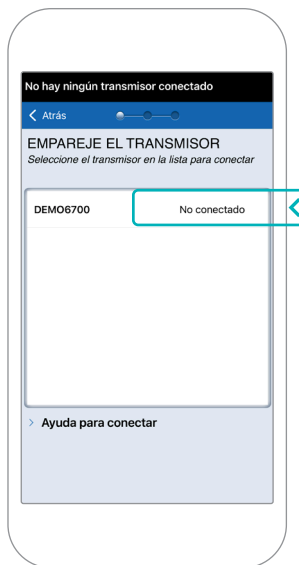 No hay ningún transmisor conectado
Atrás
EMPAREJE EL TRANSMISOR
Seleccione el transmisor en la lista para conectar
DEMO6700 No conectado
Ayuda para conectar